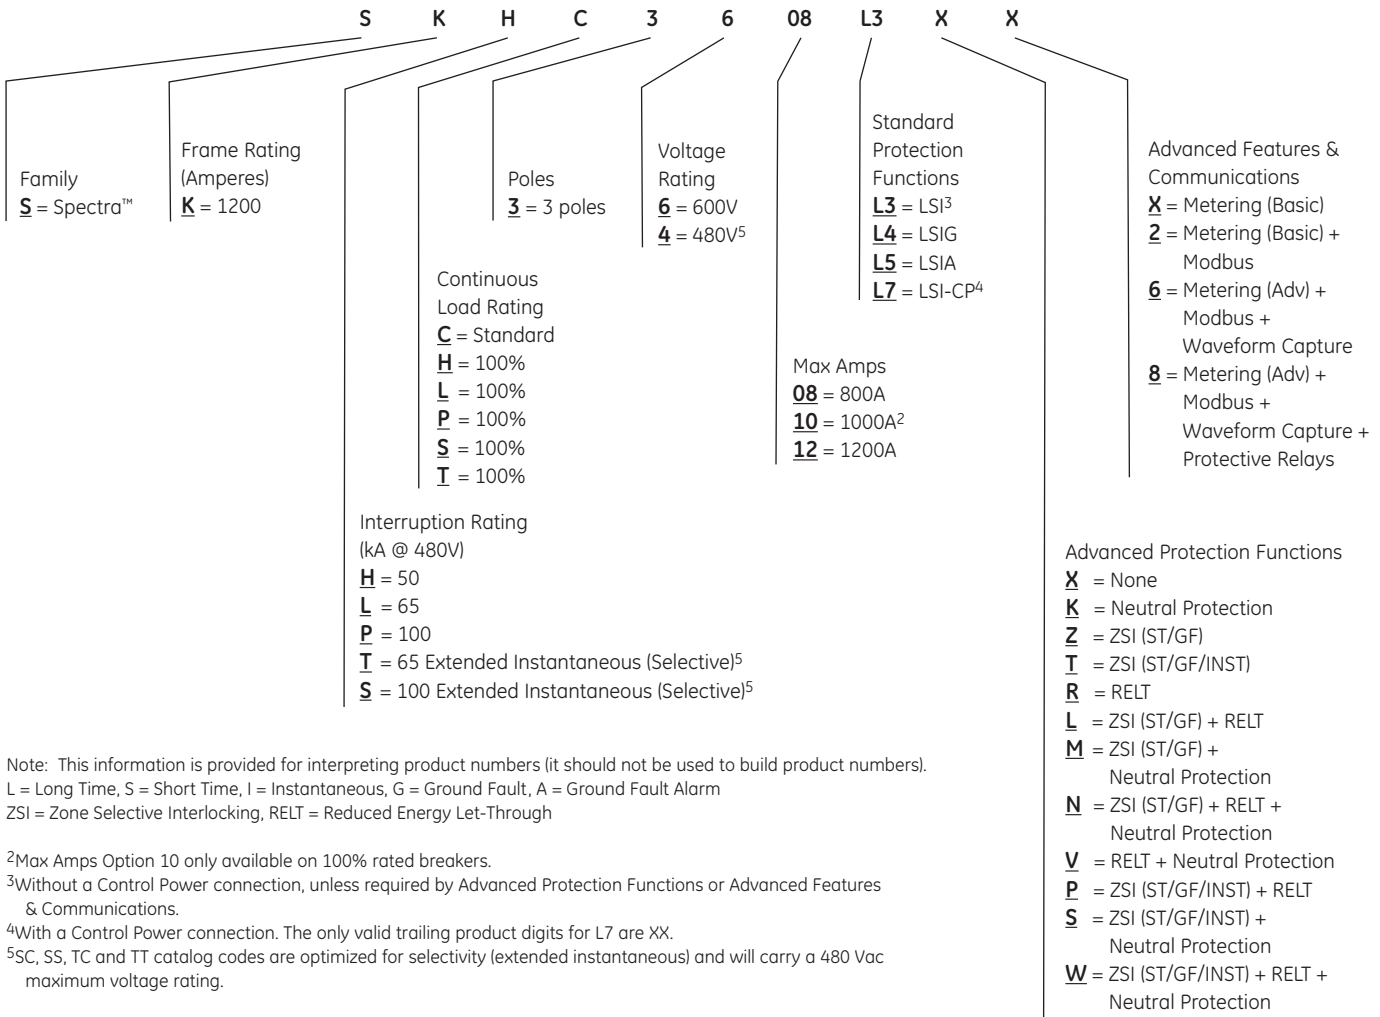 S K H C 3 6 08 L3 X X
Family
S = Spectra™
Frame Rating
(Amperes)
K = 1200
Interruption Rating
(kA @ 480V)
H = 50
L = 65
P = 100
T = 65 Extended Instantaneous (Selective)5
S = 100 Extended Instantaneous (Selective)5
Continuous
Load Rating
C = Standard
H = 100%
L = 100%
P = 100%
S = 100%
T = 100%
Poles
3 = 3 poles
Voltage
Rating
6 = 600V
4 = 480V5
Max Amps
08 = 800A
10 = 1000A2
12 = 1200A
Standard
Protection
Functions
L3 = LSI3
L4 = LSIG
L5 = LSIA
L7 = LSI-CP4
Advanced Protection Functions
X = None
K = Neutral Protection
Z = ZSI (ST/GF)
T = ZSI (ST/GF/INST)
R = RELT
L = ZSI (ST/GF) + RELT
M = ZSI (ST/GF) +
Neutral Protection
N = ZSI (ST/GF) + RELT +
Neutral Protection
V = RELT + Neutral Protection
P = ZSI (ST/GF/INST) + RELT
S = ZSI (ST/GF/INST) +
Neutral Protection
W = ZSI (ST/GF/INST) + RELT +
Neutral Protection
Advanced Features &
Communications
X = Metering (Basic)
2 = Metering (Basic) +
Modbus
6 = Metering (Adv) +
Modbus +
Waveform Capture
8 = Metering (Adv) +
Modbus +
Waveform Capture +
Protective Relays
Note: This information is provided for interpreting product numbers (it should not be used to build product numbers).
L = Long Time, S = Short Time, I = Instantaneous, G = Ground Fault, A = Ground Fault Alarm
ZSI = Zone Selective Interlocking, RELT = Reduced Energy Let-Through
2Max Amps Option 10 only available on 100% rated breakers.
3Without a Control Power connection, unless required by Advanced Protection Functions or Advanced Features
& Communications.
4With a Control Power connection. The only valid trailing product digits for L7 are XX.
5SC, SS, TC and TT catalog codes are optimized for selectivity (extended instantaneous) and will carry a 480 Vac
maximum voltage rating.